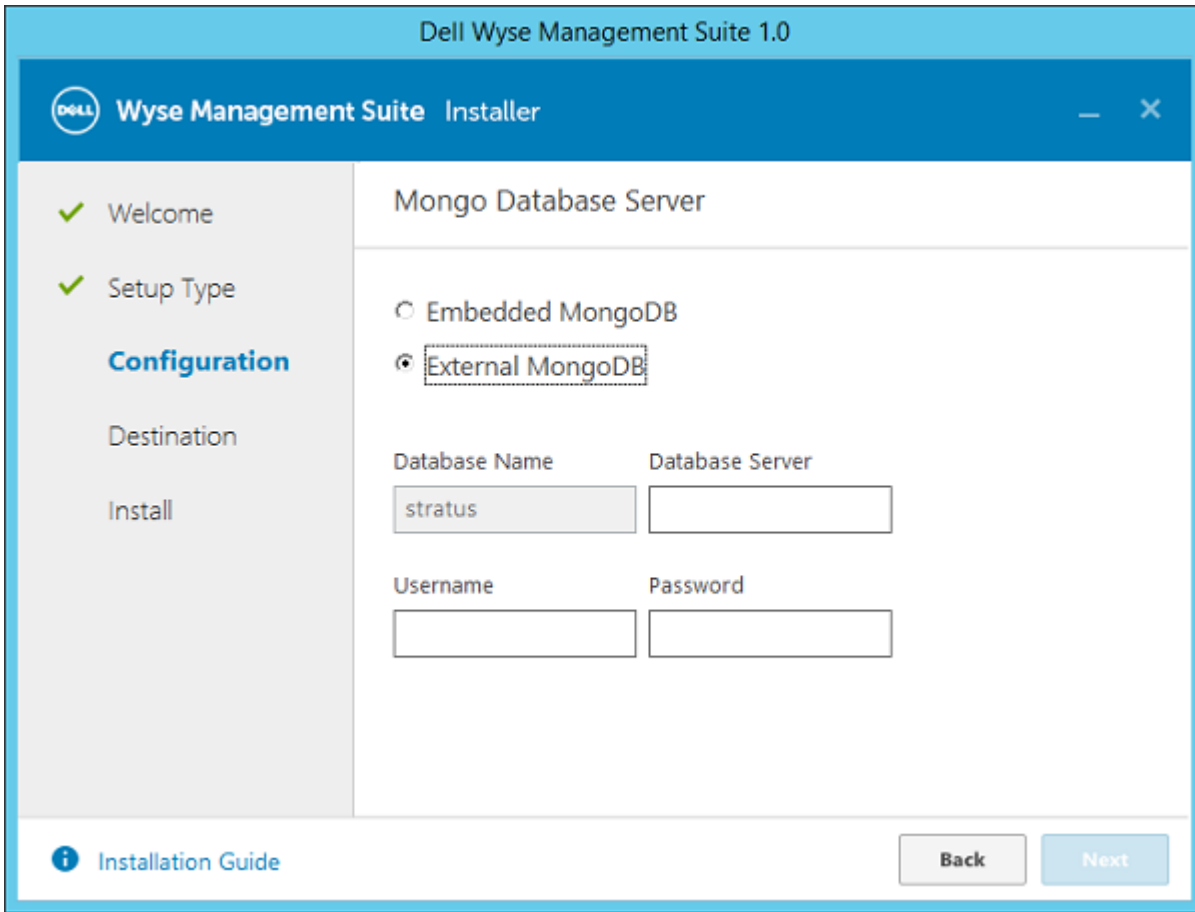 Dell Wyse Management Suite 1.0
DELL Wyse Management Suite Installer
Welcome
Setup Type
Configuration
Destination
Install
Mongo Database Server
Embedded MongoDB
External MongoDB
Database Name Database Server
stratus
Username Password
Installation Guide
Back Next